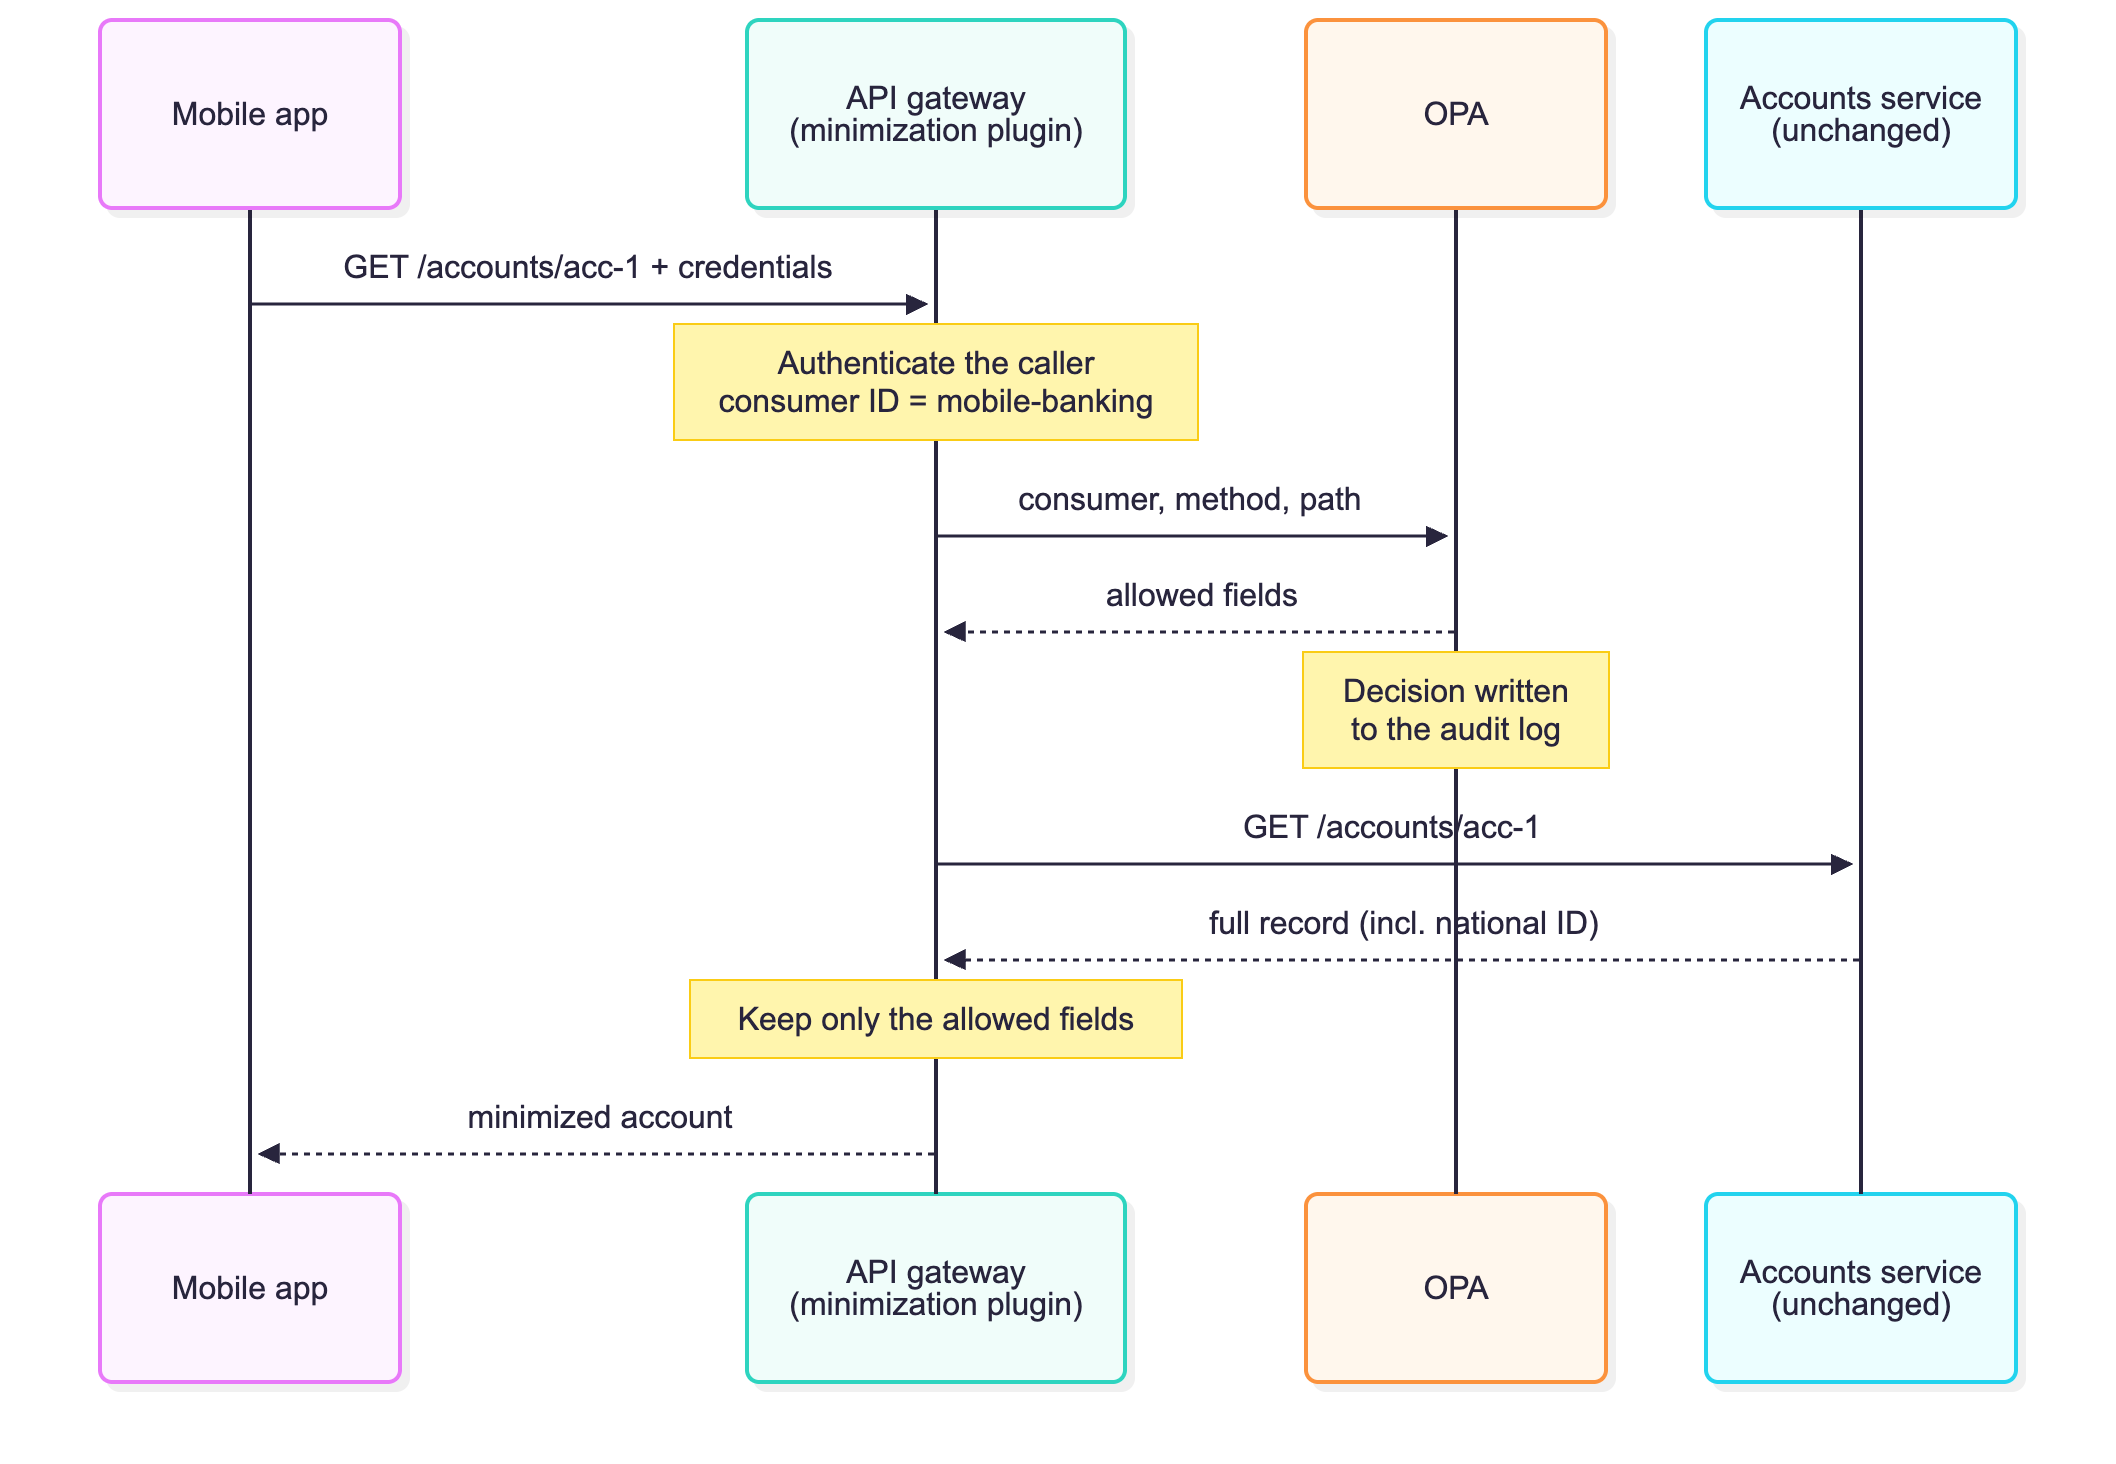 Mobile app
API gateway
(minimization plugin)
OPA
Accounts service
(unchanged)
GET /accounts/acc-1 + credentials
Authenticate the caller
consumer ID = mobile-banking
consumer, method, path
allowed fields
Decision written
to the audit log
GET /accounts/acc-1
full record (incl. national ID)
Keep only the allowed fields
minimized account
Mobile app
API gateway
(minimization plugin)
OPA
Accounts service
(unchanged)